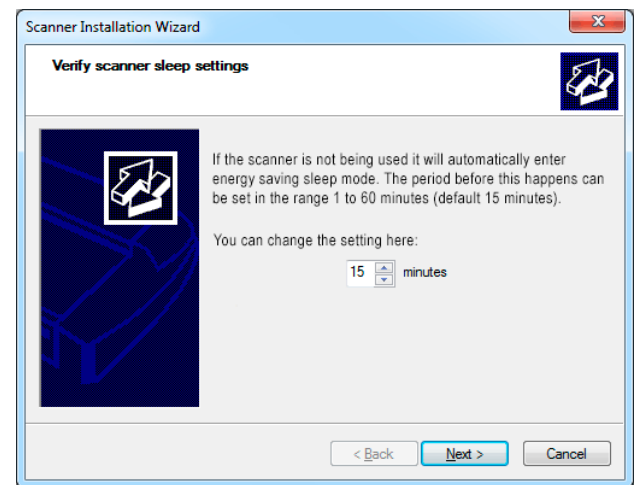 Scanner Installation Wizard
Verify scanner sleep settings
If the scanner is not being used it will automatically enter
energy saving sleep mode. The period before this happens can
be set in the range 1 to 60 minutes (default 15 minutes).
You can change the setting here:
15 minutes
< Back Next > Cancel